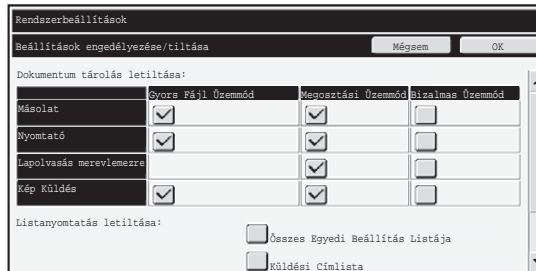 Rendszerbeállítások
Beállítások engedélyezése/tiltása Mégsem OK
Dokumentum tárolás letiltása:
Gyors Fájl Üzemmód Megosztási Üzemmód Bizalmas Üzemmód
Másolat
Nyomtató
Lapolvasás merevlemezre
Kép Küldés
Listanyomtatás letiltása:
Összes Egyedi Beállítás Listája
Küldési Címlista